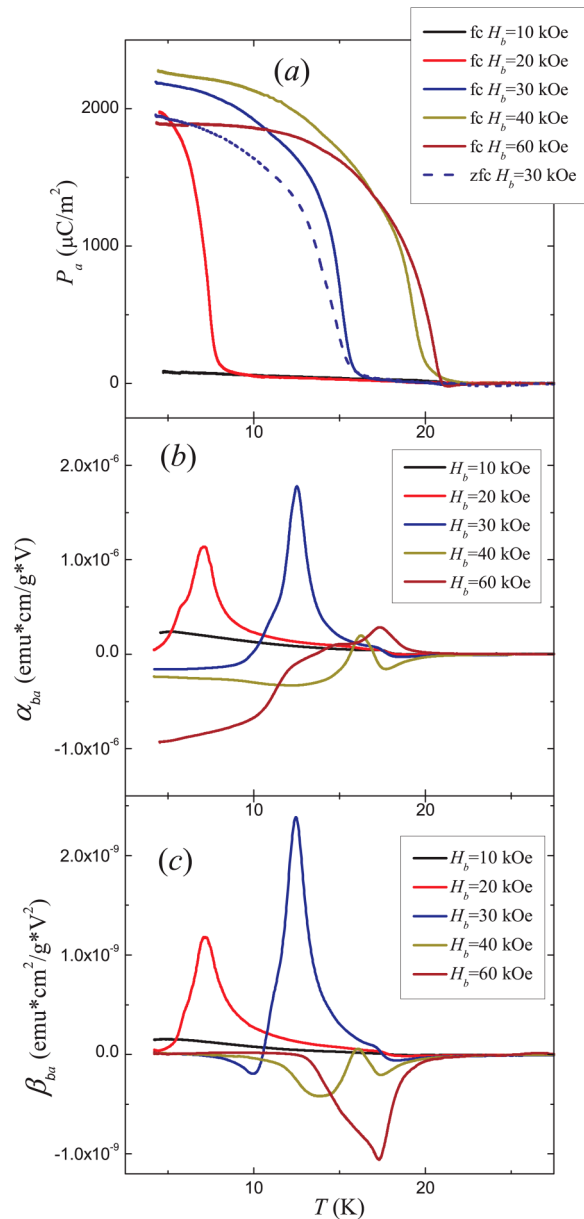 (a)
fc H_b=10 kOe
fc H_b=20 kOe
fc H_b=30 kOe
fc H_b=40 kOe
fc H_b=60 kOe
zfc H_b=30 kOe
2000
1000
0
P_a (μC/m²)
10 20
(b)
H_b=10 kOe
H_b=20 kOe
H_b=30 kOe
H_b=40 kOe
H_b=60 kOe
2.0x10⁻⁶
1.0x10⁻⁶
0.0
-1.0x10⁻⁶
α_ba (emu*cm/g*V)
10 20
(c)
H_b=10 kOe
H_b=20 kOe
H_b=30 kOe
H_b=40 kOe
H_b=60 kOe
2.0x10⁻⁹
1.0x10⁻⁹
0.0
-1.0x10⁻⁹
β_ba (emu*cm²/g*V²)
10 20
T (K)